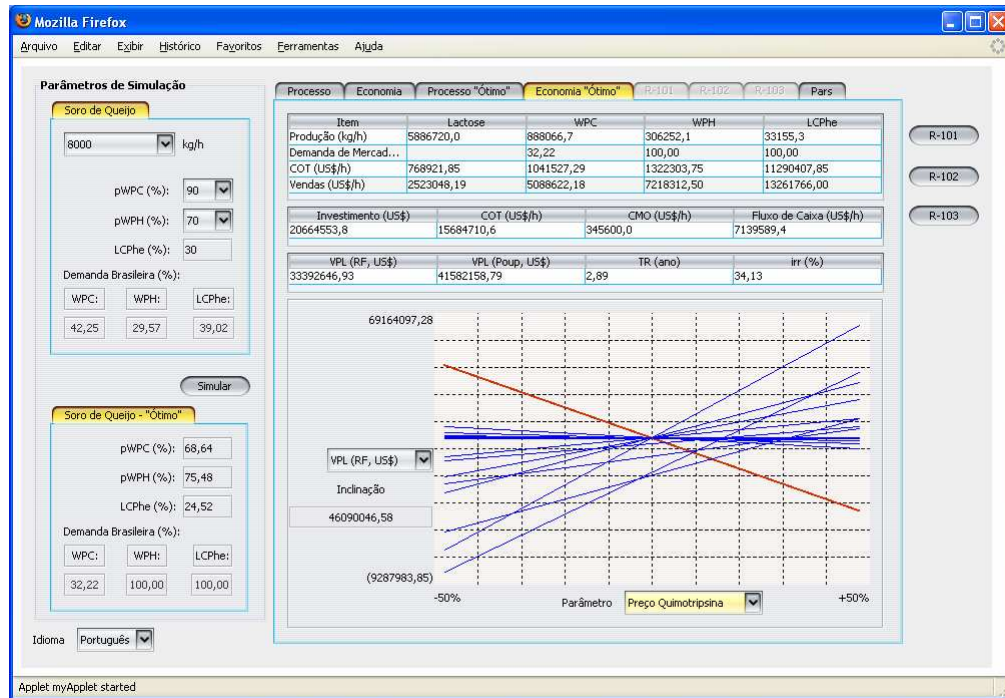 Mozilla Firefox
Arquivo Editar Exibir Histórico Favoritos Ferramentas Ajuda
Parâmetros de Simulação
Soro de Queijo
8000 kg/h
pWPC (%): 90
pWPH (%): 70
LCPhe (%): 30
Demanda Brasileira (%):
WPC: WPH: LCPhe:
42,25 29,57 39,02
Simular
Soro de Queijo - "Ótimo"
pWPC (%): 68,64
pWPH (%): 75,48
LCPhe (%): 24,52
Demanda Brasileira (%):
WPC: WPH: LCPhe:
32,22 100,00 100,00
Idioma Português
Processo Economia Processo "Ótimo" Economia "Ótimo" R-101 R-102 R-103 Pars
Item Lactose WPC WPH LCPhe
Produção (kg/h) 5886720,0 888066,7 306252,1 33155,3
Demanda de Mercad... 32,22 100,00 100,00
COT (US$/h) 768921,85 1041527,29 1322303,75 11290407,85
Vendas (US$/h) 2523048,19 5088622,18 7218312,50 13261766,00
Investimento (US$) COT (US$/h) CMO (US$/h) Fluxo de Caixa (US$/h)
20664553,8 15684710,6 345600,0 7139589,4
VPL (RF, US$) VPL (Poup, US$) TR (ano) irr (%)
33392646,93 41582158,79 2,89 34,13
69164097,28
VPL (RF, US$)
Inclinação
46090046,58
(9287983,85)
-50% +50%
Parâmetro Preço Quimotripsina
R-101
R-102
R-103
Applet myApplet started